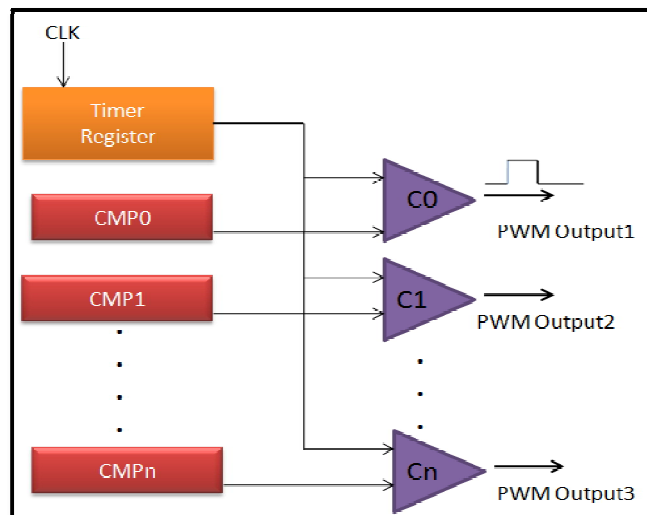 CLK
Timer
Register
CMP0
C0
PWM Output1
CMP1
C1
PWM Output2
CMPn
Cn
PWM Output3